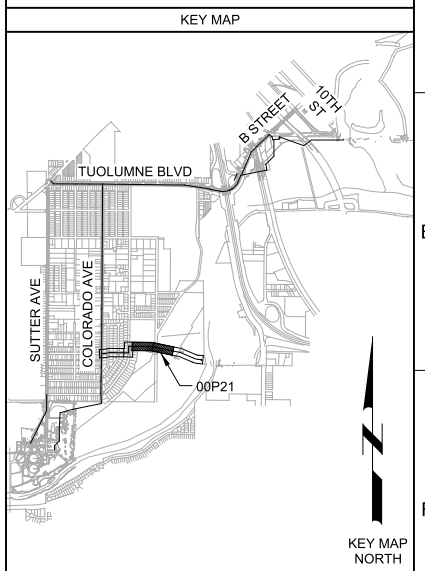 KEY MAP
10TH
ST
B STREET
TUOLUMNE BLVD
SUTTER AVE
COLORADO AVE
00P21
N
KEY MAP
NORTH